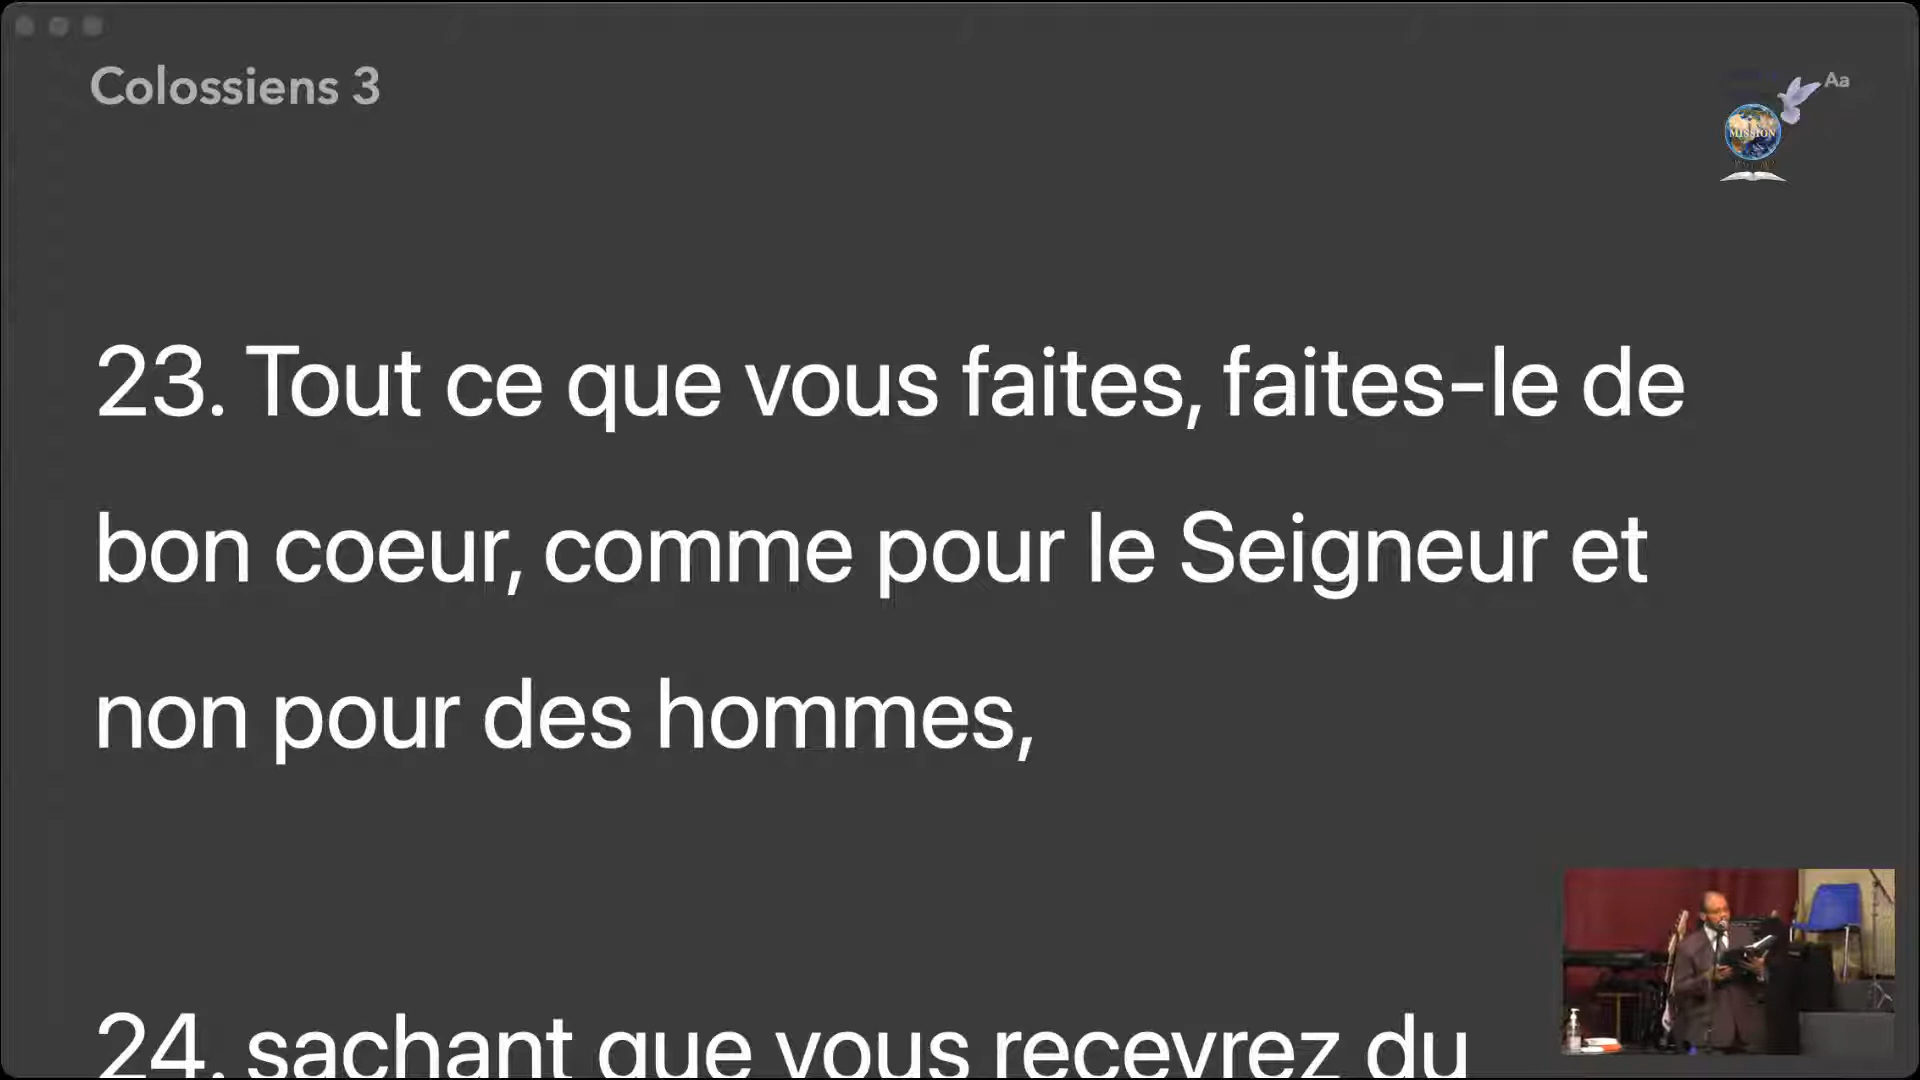 Colossiens 3
Aa
MISSION
23. Tout ce que vous faites, faites-le de
bon coeur, comme pour le Seigneur et
non pour des hommes,
24. sachant que vous recevrez du